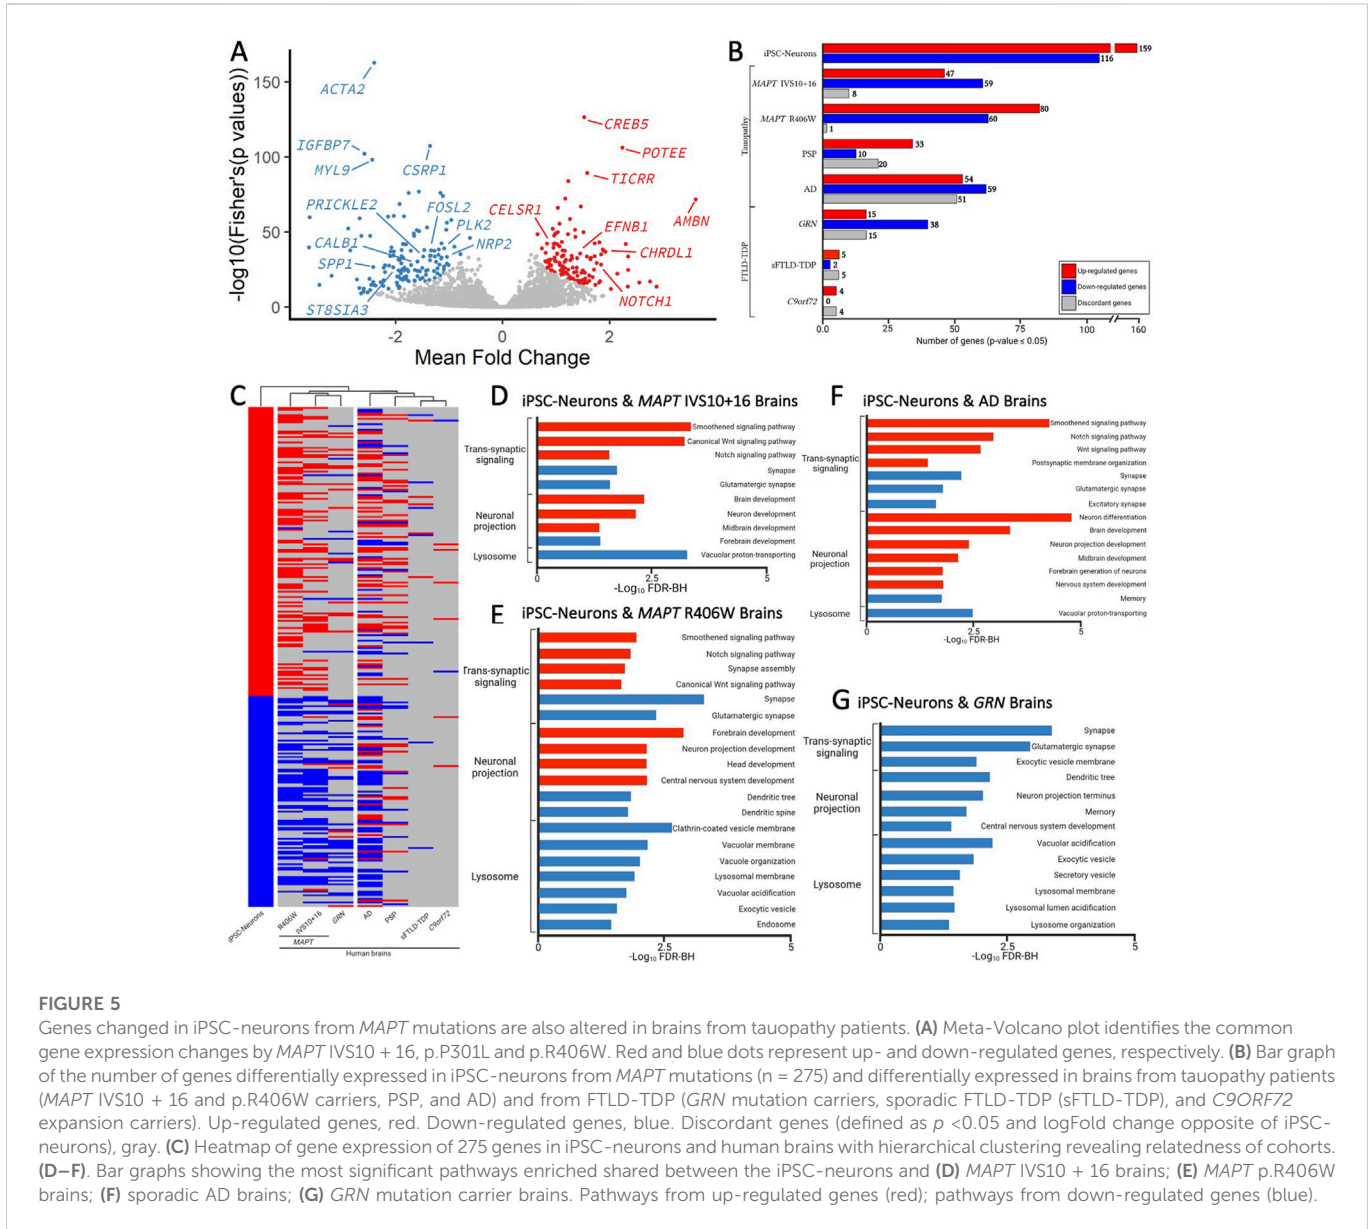 A
-log10(Fisher's(p values))
150
100
50
0
-2
0
2
Mean Fold Change
ACTA2
IGFBP7
MYL9
CSRP1
PRICKLE2
FOSL2
PLK2
CALB1
NRP2
SPP1
ST8SIA3
CREB5
POTEE
TICRR
AMBN
CELSR1
EFNB1
CHRDL1
NOTCH1
B
Tauopathy
FTLD-TDP
iPSC-Neurons
159
116
MAPT IVS10+16
47
59
8
MAPT R406W
80
60
1
PSP
33
10
20
AD
54
59
51
GRN
15
38
15
sFTLD-TDP
5
2
5
C9orf72
4
0
4
Up-regulated genes
Down-regulated genes
Discordant genes
0.0
25
50
75
100
160
Number of genes (p-value ≤ 0.05)
C
iPSC-Neurons
R406W
IVS10+16
GRN
AD
PSP
sFTLD-TDP
C9orf72
MAPT
Human brains
D iPSC-Neurons & MAPT IVS10+16 Brains
Trans-synaptic
signaling
Smoothened signaling pathway
Canonical Wnt signaling pathway
Notch signaling pathway
Synapse
Glutamergic synapse
Neuronal
projection
Brain development
Neuron development
Midbrain development
Forebrain development
Lysosome
Vacuolar proton-transporting
0
2.5
5
-Log₁₀ FDR-BH
E iPSC-Neurons & MAPT R406W Brains
Trans-synaptic
signaling
Smoothened signaling pathway
Notch signaling pathway
Synapse assembly
Canonical Wnt signaling pathway
Synapse
Glutamergic synapse
Neuronal
projection
Forebrain development
Neuron projection development
Head development
Central nervous system development
Dendritic tree
Dendritic spine
Lysosome
Clathrin-coated vesicle membrane
Vacuolar membrane
Vacuole organization
Lysosomal membrane
Vacuolar acidification
Exocytic vesicle
Endosome
0
2.5
5
-Log₁₀ FDR-BH
F iPSC-Neurons & AD Brains
Trans-synaptic
signaling
Smoothened signaling pathway
Notch signaling pathway
Wnt signaling pathway
Postsynaptic membrane organization
Synapse
Glutamergic synapse
Excitatory synapse
Neuronal
projection
Neuron differentiation
Brain development
Neuron projection development
Midbrain development
Forebrain generation of neurons
Nervous system development
Memory
Lysosome
Vacuolar proton-transporting
0
2.5
5
-Log₁₀ FDR-BH
G iPSC-Neurons & GRN Brains
Trans-synaptic
signaling
Synapse
Glutamergic synapse
Exocytic vesicle membrane
Neuronal
projection
Dendritic tree
Neuron projection terminus
Memory
Central nervous system development
Lysosome
Vacuolar acidification
Exocytic vesicle
Secretory vesicle
Lysosomal membrane
Lysosomal lumen acidification
Lysosome organization
0
2.5
5
-Log₁₀ FDR-BH
FIGURE 5
Genes changed in iPSC-neurons from MAPT mutations are also altered in brains from tauopathy patients. (A) Meta-Volcano plot identifies the common
gene expression changes by MAPT IVS10 + 16, p.P301L and p.R406W. Red and blue dots represent up- and down-regulated genes, respectively. (B) Bar graph
of the number of genes differentially expressed in iPSC-neurons from MAPT mutations (n = 275) and differentially expressed in brains from tauopathy patients
(MAPT IVS10 + 16 and p.R406W carriers, PSP, and AD) and from FTLD-TDP (GRN mutation carriers, sporadic FTLD-TDP (sFTLD-TDP), and C9ORF72
expansion carriers). Up-regulated genes, red. Down-regulated genes, blue. Discordant genes (defined as p <0.05 and logFold change opposite of iPSC-
neurons), gray. (C) Heatmap of gene expression of 275 genes in iPSC-neurons and human brains with hierarchical clustering revealing relatedness of cohorts.
(D–F). Bar graphs showing the most significant pathways enriched shared between the iPSC-neurons and (D) MAPT IVS10 + 16 brains; (E) MAPT p.R406W
brains; (F) sporadic AD brains; (G) GRN mutation carrier brains. Pathways from up-regulated genes (red); pathways from down-regulated genes (blue).